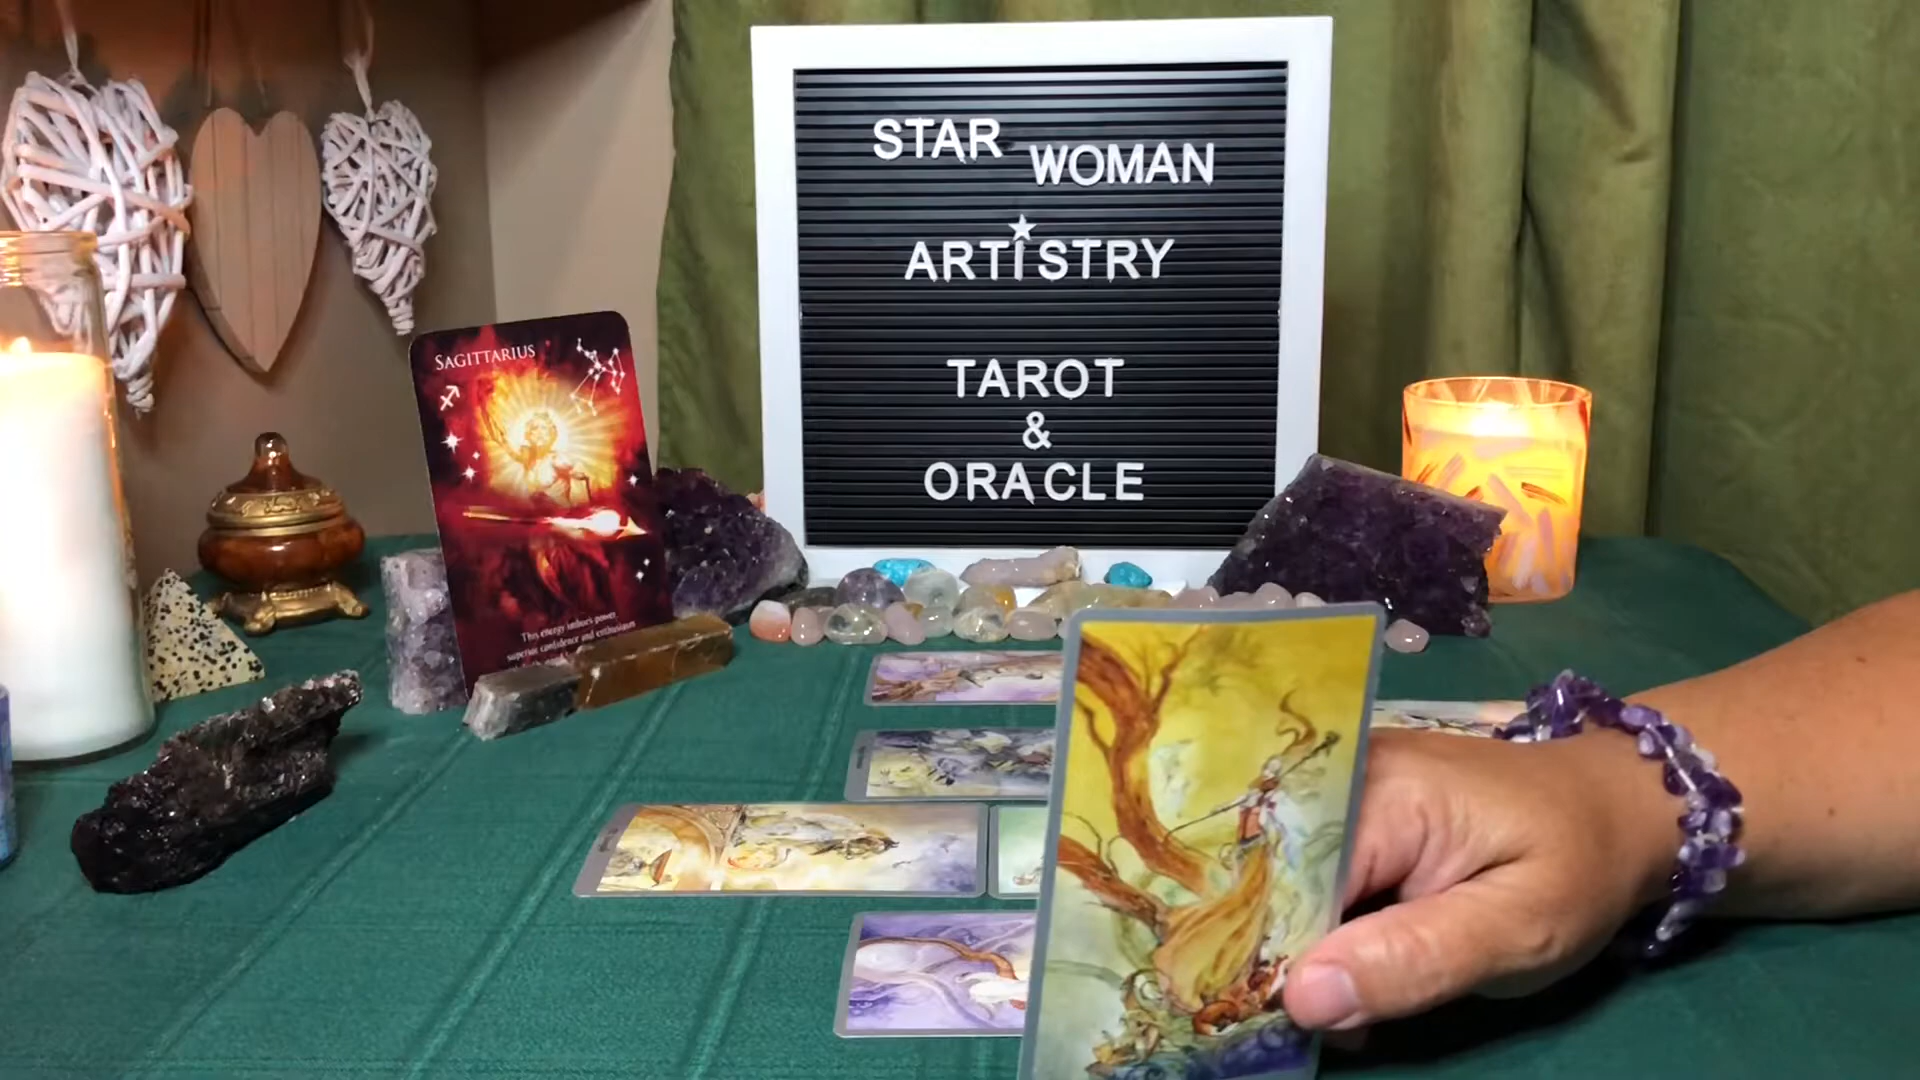 STAR WOMAN
ARTISTRY
TAROT
&
ORACLE
SAGITTARIUS
This energy imbues power,
superior confidence and enthusiasm